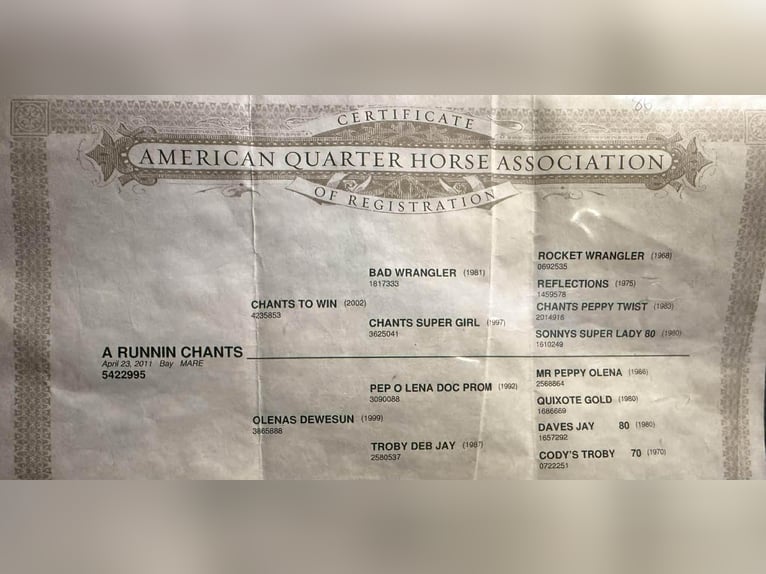 CERTIFICATE
AMERICAN QUARTER HORSE ASSOCIATION
OF REGISTRATION
ROCKET WRANGLER (1968)
0692535
BAD WRANGLER (1981)
1817333
REFLECTIONS (1975)
1459578
CHANTS TO WIN (2002)
4235853
CHANTS PEPPY TWIST (1983)
2014916
CHANTS SUPER GIRL (1997)
3625041
SONNYS SUPER LADY 80 (1980)
1610249
A RUNNIN CHANTS
April 23, 2011 Bay MARE
5422995
MR PEPPY OLENA (1986)
2568864
PEP O LENA DOC PROM (1992)
3090088
QUIXOTE GOLD (1980)
1686669
OLENAS DEWESUN (1999)
3865888
DAVES JAY 80 (1980)
1657292
TROBY DEB JAY (1987)
2580537
CODY'S TROBY 70 (1970)
0722251